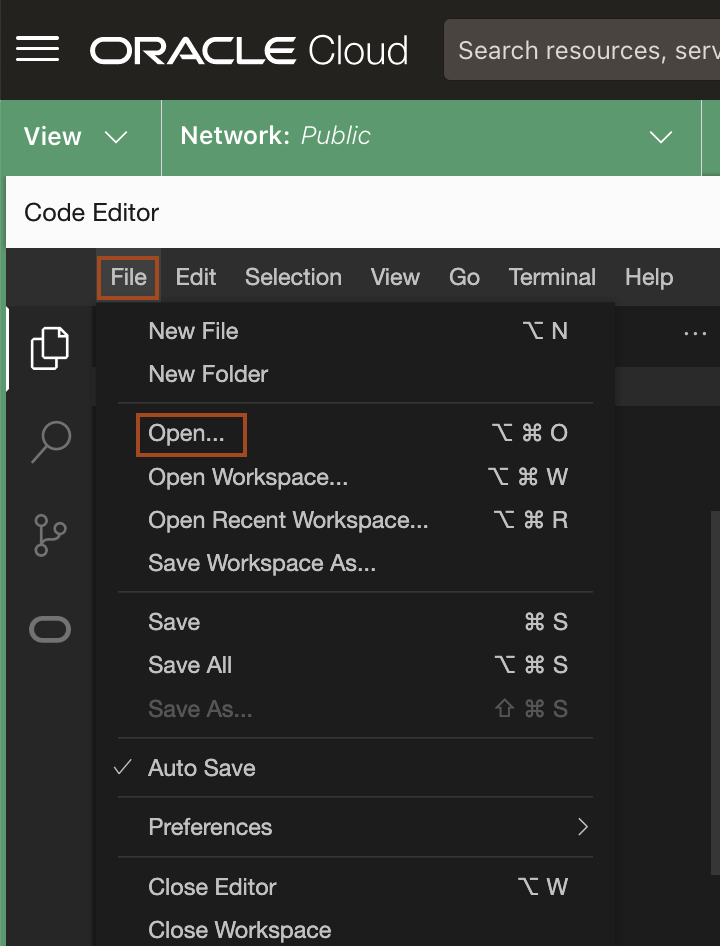 ORACLE Cloud
Search resources, serv
View
Network: Public
Code Editor
File Edit Selection View Go Terminal Help
New File ⌥ N
New Folder
Open... ⌥ ⌘ O
Open Workspace... ⌥ ⌘ W
Open Recent Workspace... ⌥ ⌘ R
Save Workspace As...
Save ⌘ S
Save All ⌥ ⌘ S
Save As... ⇧ ⌘ S
Auto Save
Preferences
Close Editor ⌥ W
Close Workspace